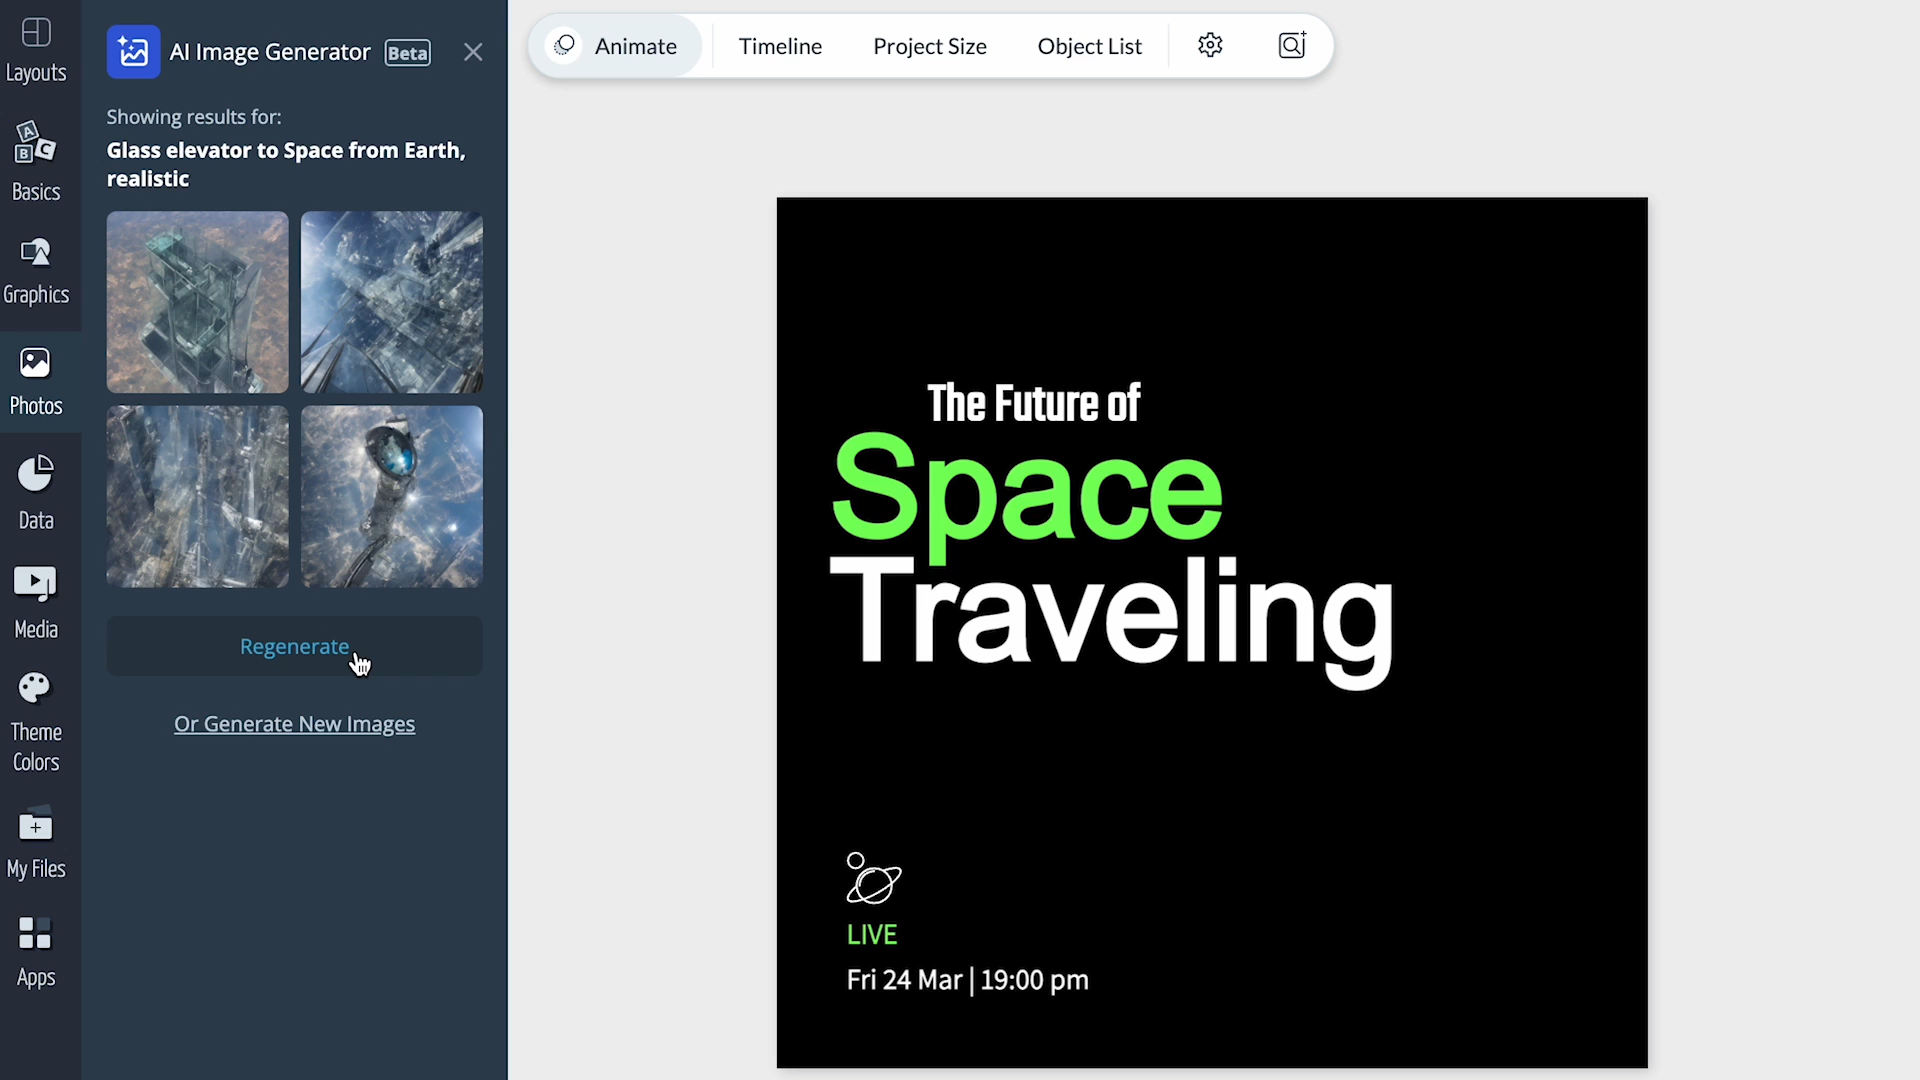 Layouts
A
B
C
Basics
Graphics
Photos
Data
Media
Theme
Colors
My Files
Apps
AI Image Generator Beta
Showing results for:
Glass elevator to Space from Earth,
realistic
Regenerate
Or Generate New Images
Animate
Timeline
Project Size
Object List
The Future of
Space
Traveling
LIVE
Fri 24 Mar | 19:00 pm